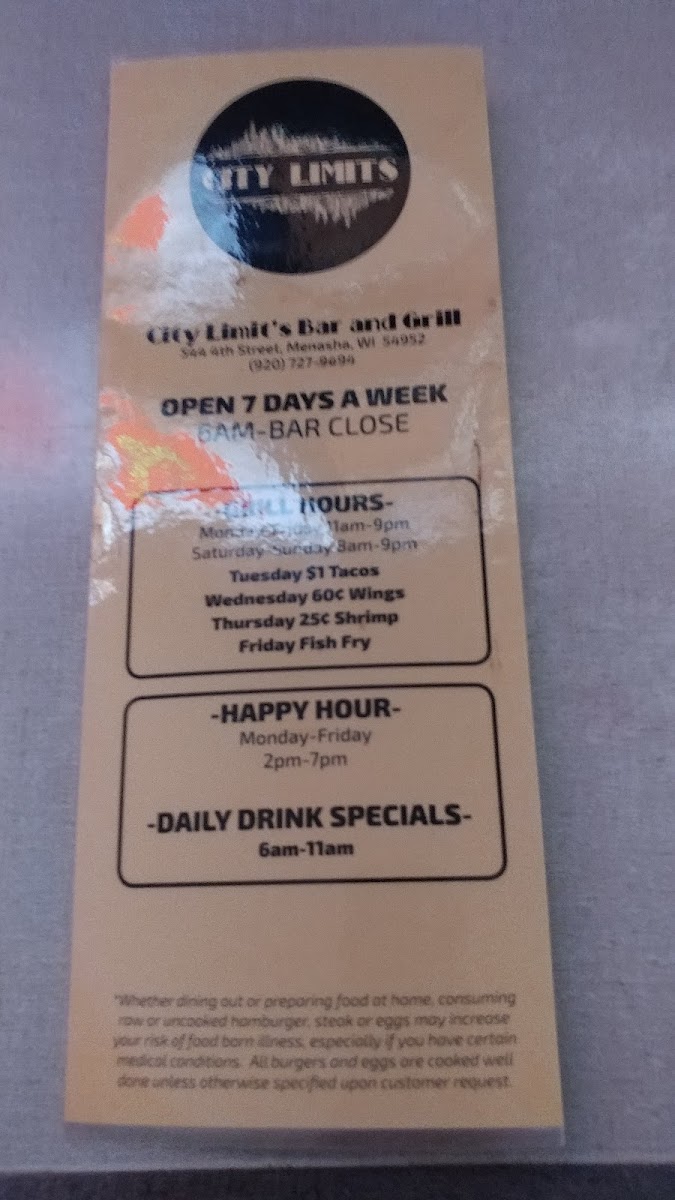 CITY LIMITS
City Limit's Bar and Grill
544 4th Street, Menasha, WI 54952
(920) 727-9694
OPEN 7 DAYS A WEEK
6AM-BAR CLOSE
-GRILL HOURS-
Monday-Friday 11am-9pm
Saturday-Sunday 8am-9pm
Tuesday $1 Tacos
Wednesday 60¢ Wings
Thursday 25¢ Shrimp
Friday Fish Fry
-HAPPY HOUR-
Monday-Friday
2pm-7pm
-DAILY DRINK SPECIALS-
6am-11am
*Whether dining out or preparing food at home, consuming
raw or uncooked hamburger, steak or eggs may increase
your risk of food born illness, especially if you have certain
medical conditions. All burgers and eggs are cooked well
done unless otherwise specified upon customer request.